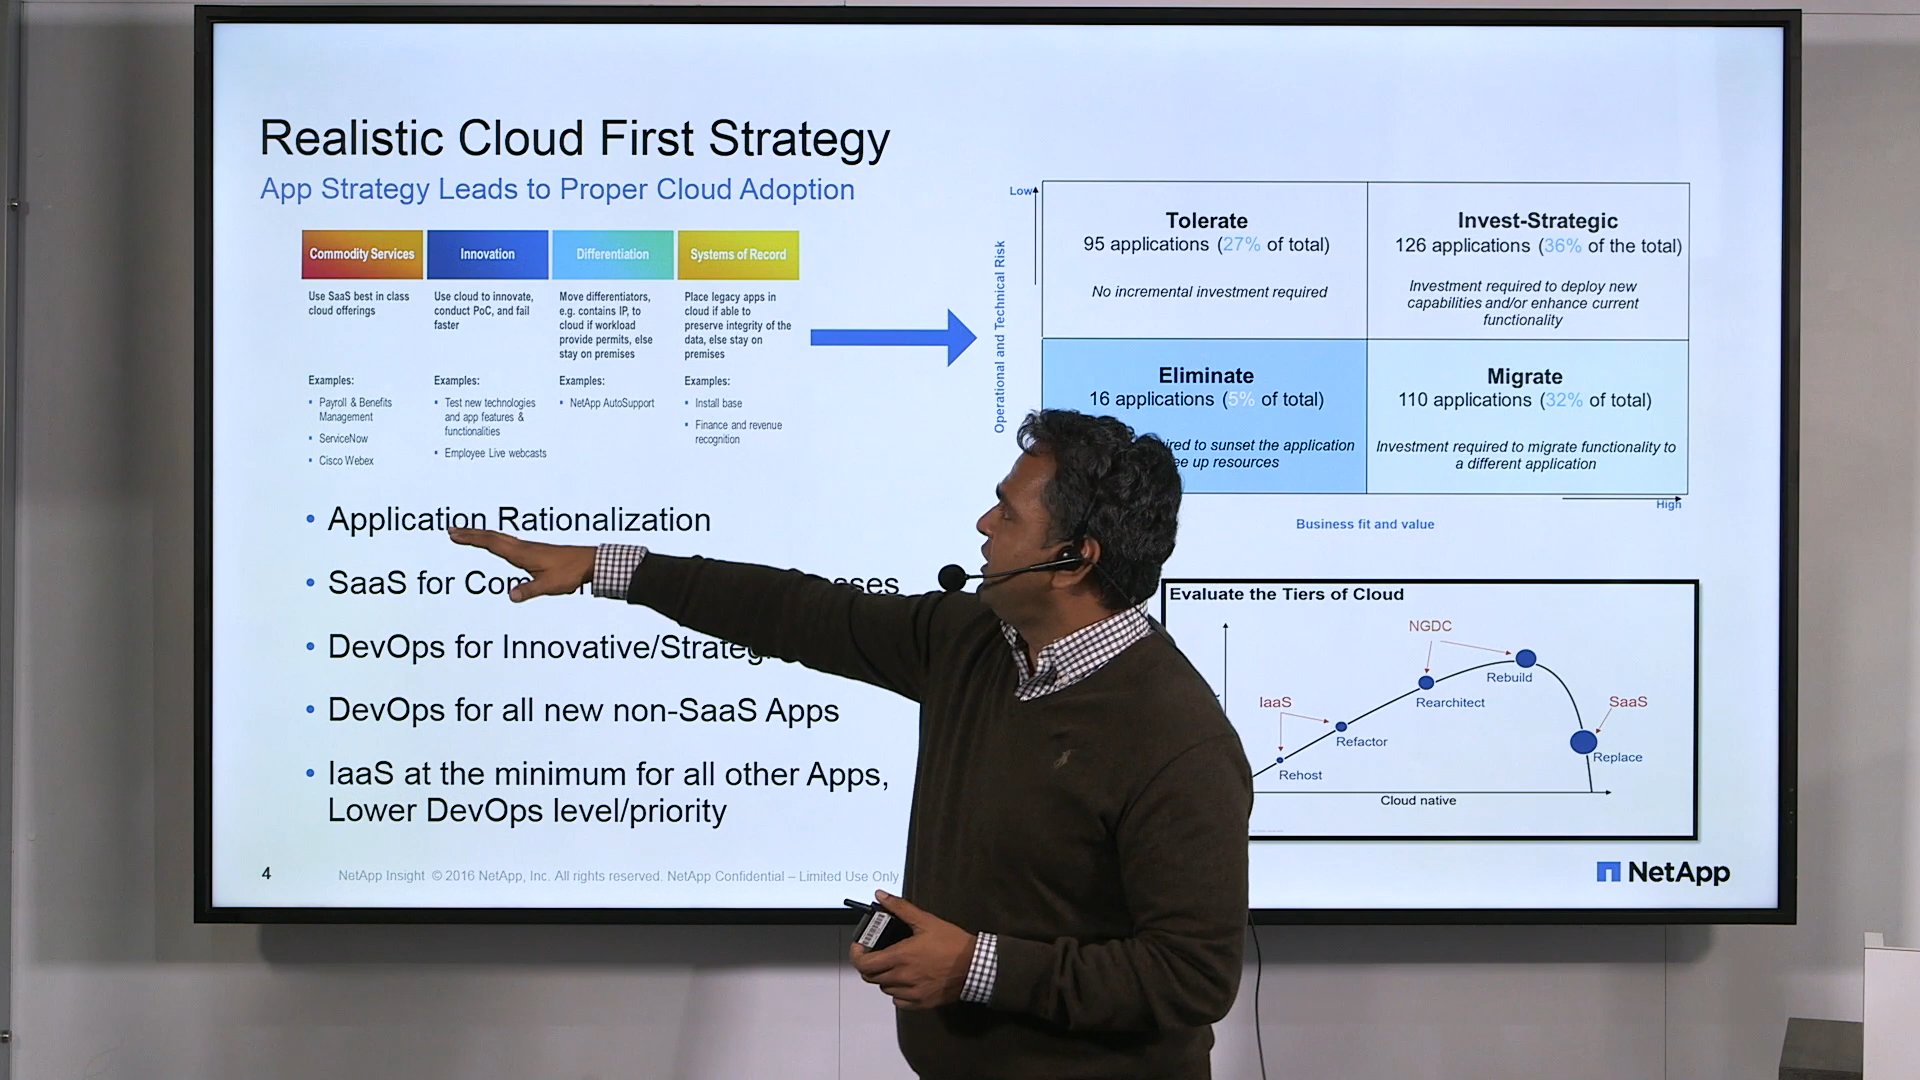 Realistic Cloud First Strategy
App Strategy Leads to Proper Cloud Adoption
Commodity Services
Use SaaS best in class
cloud offerings
Examples:
Payroll & Benefits
Management
ServiceNow
Cisco Webex
Innovation
Use cloud to innovate,
conduct PoC, and fail
faster
Examples:
Test new technologies
and app features &
functionalities
Employee Live webcasts
Differentiation
Move differentiators,
e.g. contains IP, to
cloud if workload
provide permits, else
stay on premises
Examples:
NetApp AutoSupport
Systems of Record
Place legacy apps in
cloud if able to
preserve integrity of the
data, else stay on
premises
Examples:
Install base
Finance and revenue
recognition
Low
Operational and Technical Risk
Tolerate
95 applications (27% of total)
No incremental investment required
Invest-Strategic
126 applications (36% of the total)
Investment required to deploy new
capabilities and/or enhance current
functionality
Eliminate
16 applications (5% of total)
to sunset the application
up resources
Migrate
110 applications (32% of total)
Investment required to migrate functionality to
a different application
High
Business fit and value
• Application Rationalization
• SaaS for
• DevOps for
• DevOps for all new non-SaaS Apps
• IaaS at the minimum for all other Apps,
Lower DevOps level/priority
Evaluate the Tiers of Cloud
NGDC
Rebuild
IaaS
Rearchitect
SaaS
Refactor
Replace
Rehost
Cloud native
4
NetApp Insight © 2016 NetApp, Inc. All rights reserved. NetApp Confidential – Limited Use Only
NetApp